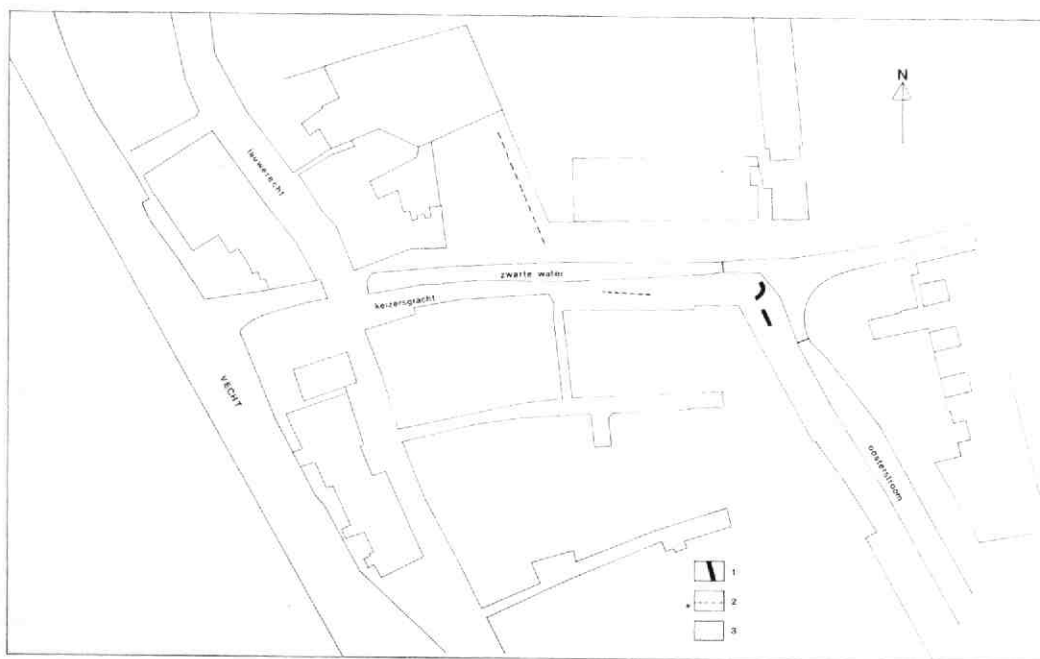 N
lauwerecht
zwarte water
keizersgracht
VECHT
oosterstroom
1
2
3